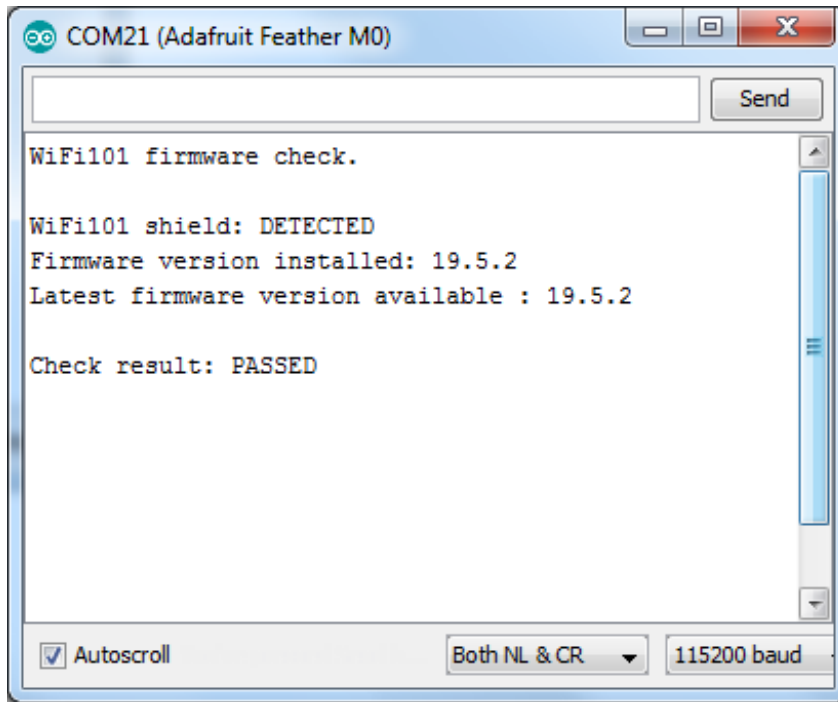 COM21 (Adafruit Feather M0)
Send
WiFi101 firmware check.
WiFi101 shield: DETECTED
Firmware version installed: 19.5.2
Latest firmware version available : 19.5.2
Check result: PASSED
Autoscroll
Both NL & CR
115200 baud